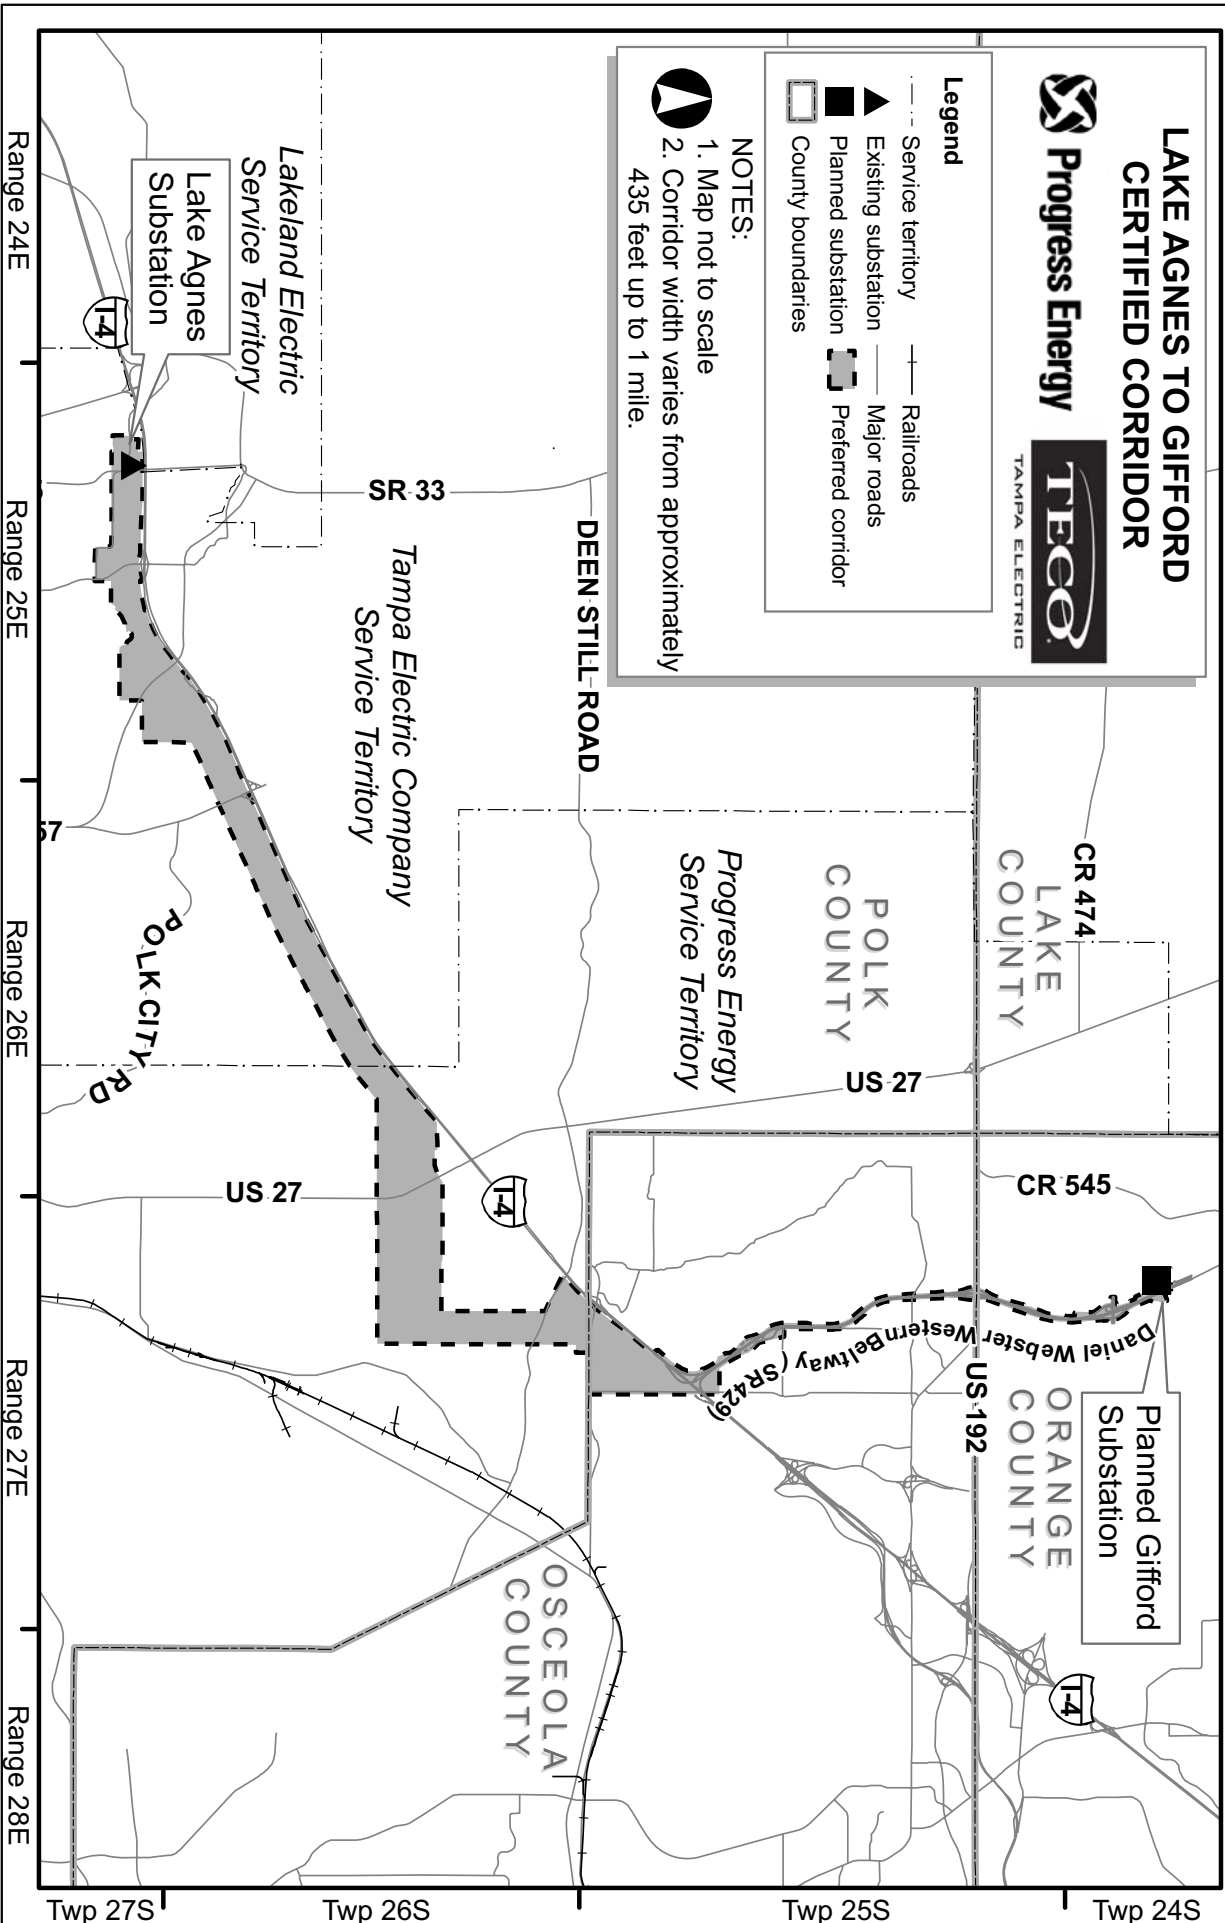 LAKE AGNES TO GIFFORD
CERTIFIED CORRIDOR
Progress Energy
TECO.
TAMPA ELECTRIC
Legend
Service territory
Existing substation
Planned substation
County boundaries
Railroads
Major roads
Preferred corridor
NOTES:
1. Map not to scale
2. Corridor width varies from approximately
435 feet up to 1 mile.
LAKE
COUNTY
CR 474
CR 545
Planned Gifford
Substation
ORANGE
COUNTY
I-4
Daniel Webster Western Beltway (SR429)
US 192
POLK
COUNTY
US 27
Progress Energy
Service Territory
DEEN STILL ROAD
OSCEOLA
COUNTY
I-4
SR 33
Tampa Electric Company
Service Territory
US 27
Lakeland Electric
Service Territory
Lake Agnes
Substation
I-4
57
POLK CITY RD
Range 24E
Range 25E
Range 26E
Range 27E
Range 28E
Twp 24S
Twp 25S
Twp 26S
Twp 27S